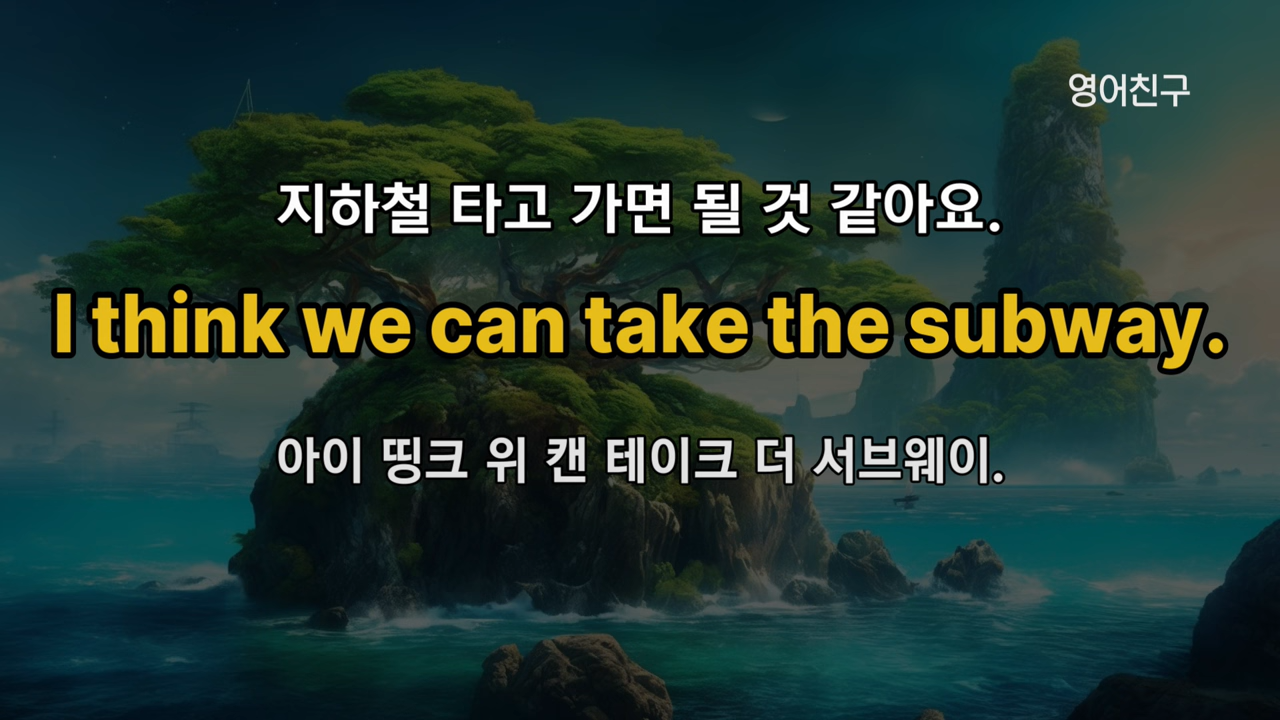 영어친구
지하철 타고 가면 될 것 같아요.
I think we can take the subway.
아이 띵크 위 캔 테이크 더 서브웨이.